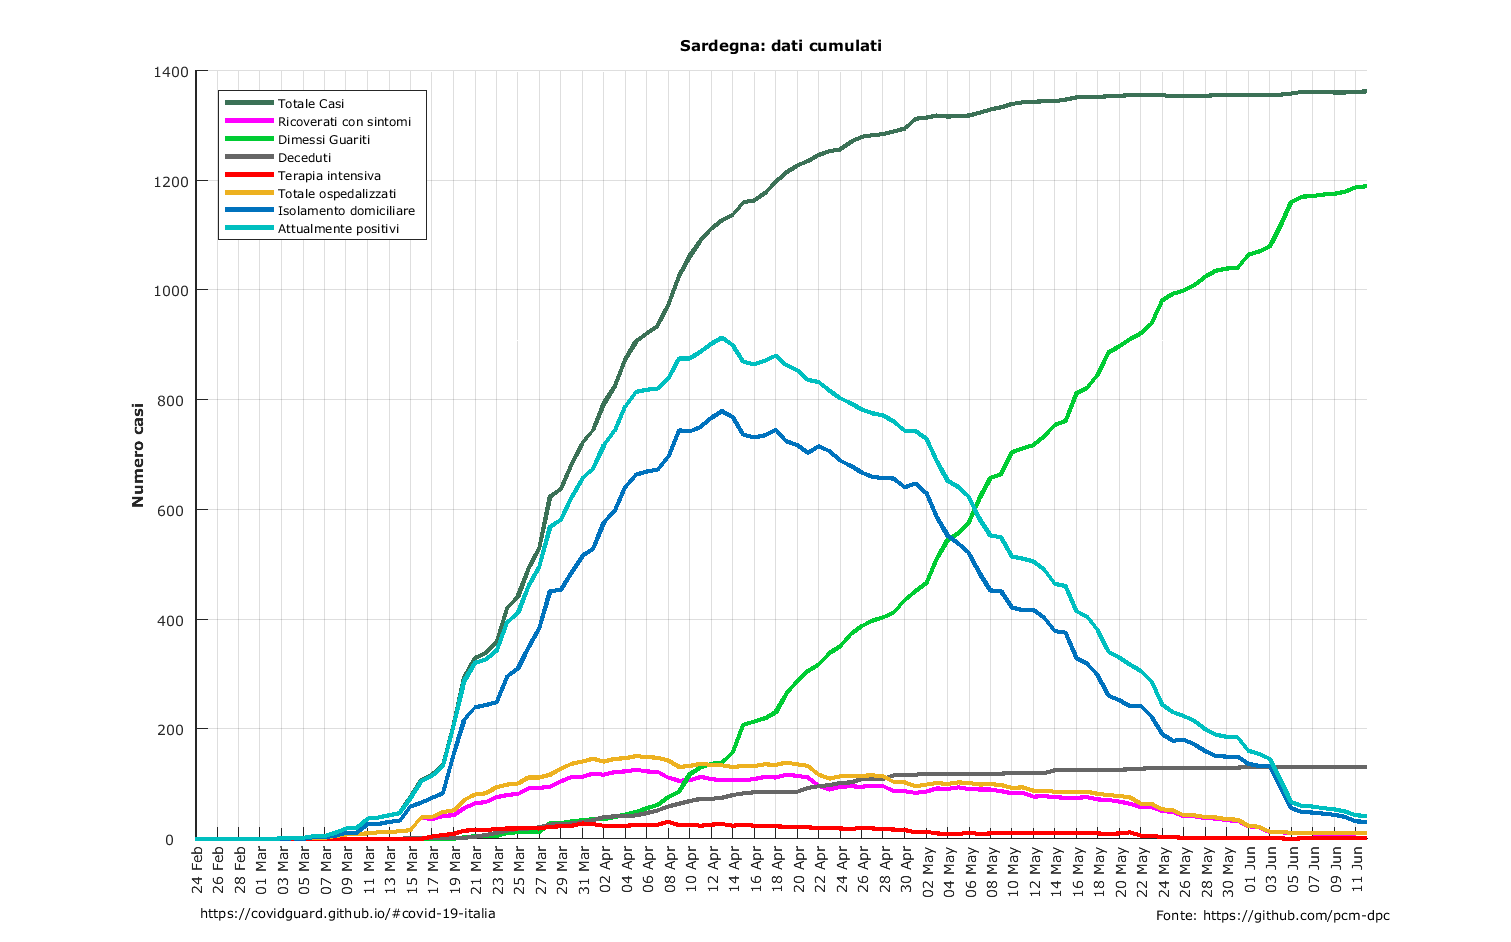 Sardegna: dati cumulati
Numero casi
1400
1200
1000
800
600
400
200
0
Totale Casi
Ricoverati con sintomi
Dimessi Guariti
Deceduti
Terapia intensiva
Totale ospedalizzati
Isolamento domiciliare
Attualmente positivi
24 Feb
26 Feb
28 Feb
01 Mar
03 Mar
05 Mar
07 Mar
09 Mar
11 Mar
13 Mar
15 Mar
17 Mar
19 Mar
21 Mar
23 Mar
25 Mar
27 Mar
29 Mar
31 Mar
02 Apr
04 Apr
06 Apr
08 Apr
10 Apr
12 Apr
14 Apr
16 Apr
18 Apr
20 Apr
22 Apr
24 Apr
26 Apr
28 Apr
30 Apr
02 May
04 May
06 May
08 May
10 May
12 May
14 May
16 May
18 May
20 May
22 May
24 May
26 May
28 May
30 May
01 Jun
03 Jun
05 Jun
07 Jun
09 Jun
11 Jun
https://covidguard.github.io/#covid-19-italia
Fonte: https://github.com/pcm-dpc